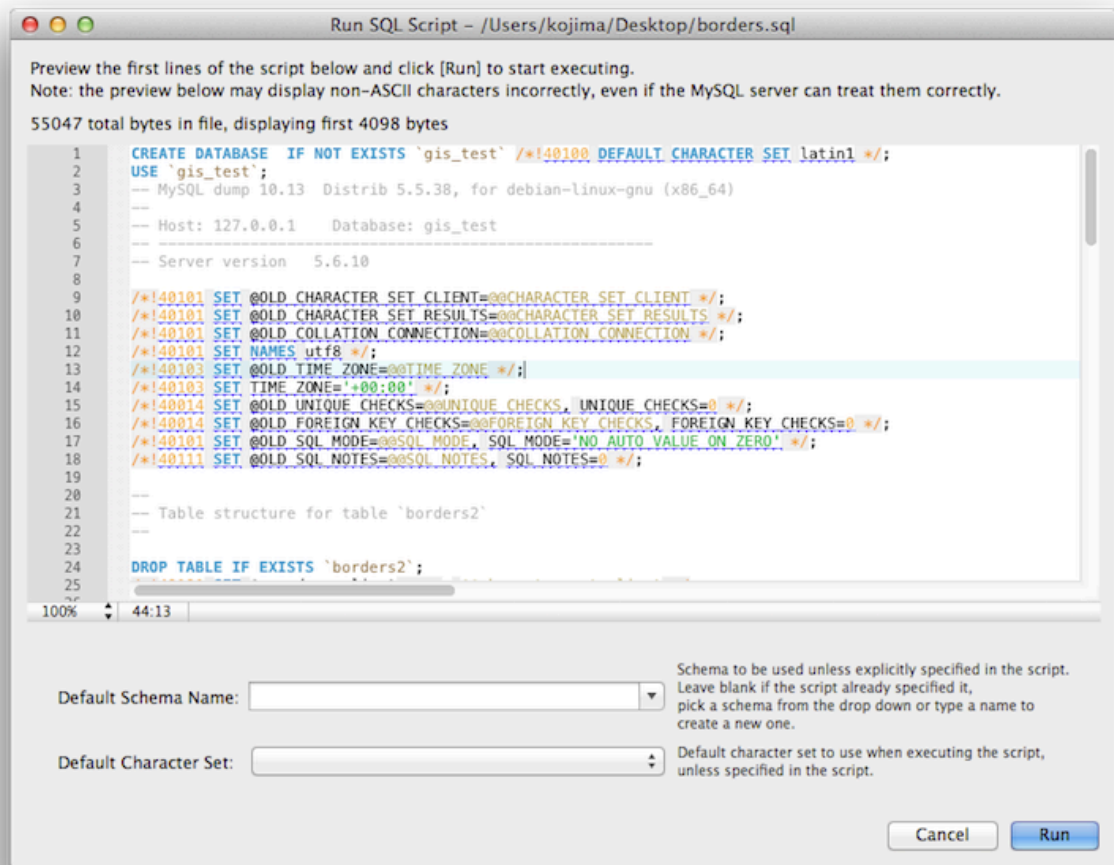 Run SQL Script – /Users/kojima/Desktop/borders.sql
Preview the first lines of the script below and click [Run] to start executing.
Note: the preview below may display non-ASCII characters incorrectly, even if the MySQL server can treat them correctly.
55047 total bytes in file, displaying first 4098 bytes
1 CREATE DATABASE  IF NOT EXISTS `gis_test` /*!40100 DEFAULT CHARACTER SET latin1 */;
2 USE `gis_test`;
3 -- MySQL dump 10.13  Distrib 5.5.38, for debian-linux-gnu (x86_64)
4 --
5 -- Host: 127.0.0.1    Database: gis_test
6 -- ------------------------------------------------------
7 -- Server version   5.6.10
8
9 /*!40101 SET @OLD_CHARACTER_SET_CLIENT=@@CHARACTER_SET_CLIENT */;
10 /*!40101 SET @OLD_CHARACTER_SET_RESULTS=@@CHARACTER_SET_RESULTS */;
11 /*!40101 SET @OLD_COLLATION_CONNECTION=@@COLLATION_CONNECTION */;
12 /*!40101 SET NAMES utf8 */;
13 /*!40103 SET @OLD_TIME_ZONE=@@TIME_ZONE */;
14 /*!40103 SET TIME_ZONE='+00:00' */;
15 /*!40014 SET @OLD_UNIQUE_CHECKS=@@UNIQUE_CHECKS, UNIQUE_CHECKS=0 */;
16 /*!40014 SET @OLD_FOREIGN_KEY_CHECKS=@@FOREIGN_KEY_CHECKS, FOREIGN_KEY_CHECKS=0 */;
17 /*!40101 SET @OLD_SQL_MODE=@@SQL_MODE, SQL_MODE='NO_AUTO_VALUE_ON_ZERO' */;
18 /*!40111 SET @OLD_SQL_NOTES=@@SQL_NOTES, SQL_NOTES=0 */;
19
20 --
21 -- Table structure for table `borders2`
22 --
23
24 DROP TABLE IF EXISTS `borders2`;
25
100% 44:13
Default Schema Name:
Schema to be used unless explicitly specified in the script.
Leave blank if the script already specified it,
pick a schema from the drop down or type a name to
create a new one.
Default Character Set:
Default character set to use when executing the script,
unless specified in the script.
Cancel Run